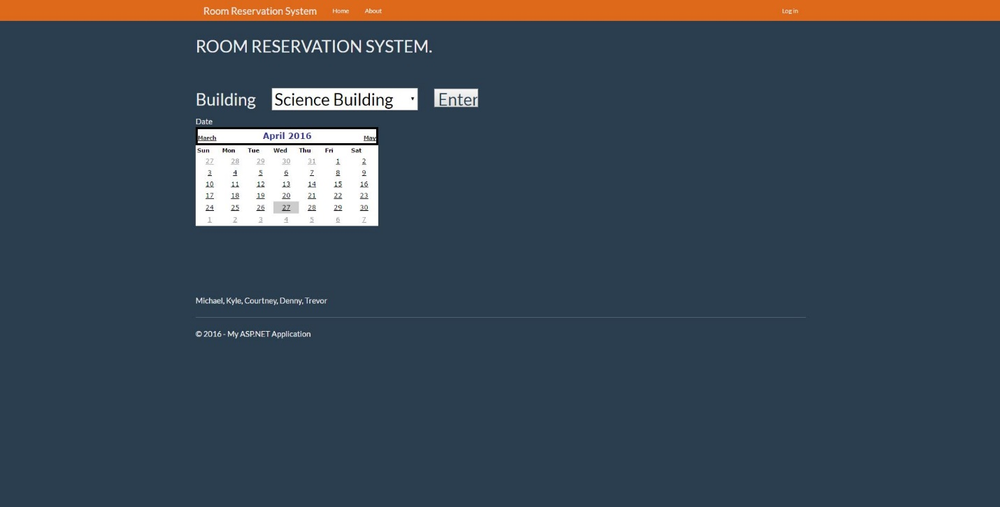 Room Reservation System Home About Log in
ROOM RESERVATION SYSTEM.
Building Science Building Enter
Date
March April 2016 May
Sun Mon Tue Wed Thu Fri Sat
27 28 29 30 31 1 2
3 4 5 6 7 8 9
10 11 12 13 14 15 16
17 18 19 20 21 22 23
24 25 26 27 28 29 30
1 2 3 4 5 6 7
Michael, Kyle, Courtney, Denny, Trevor
© 2016 - My ASP.NET Application